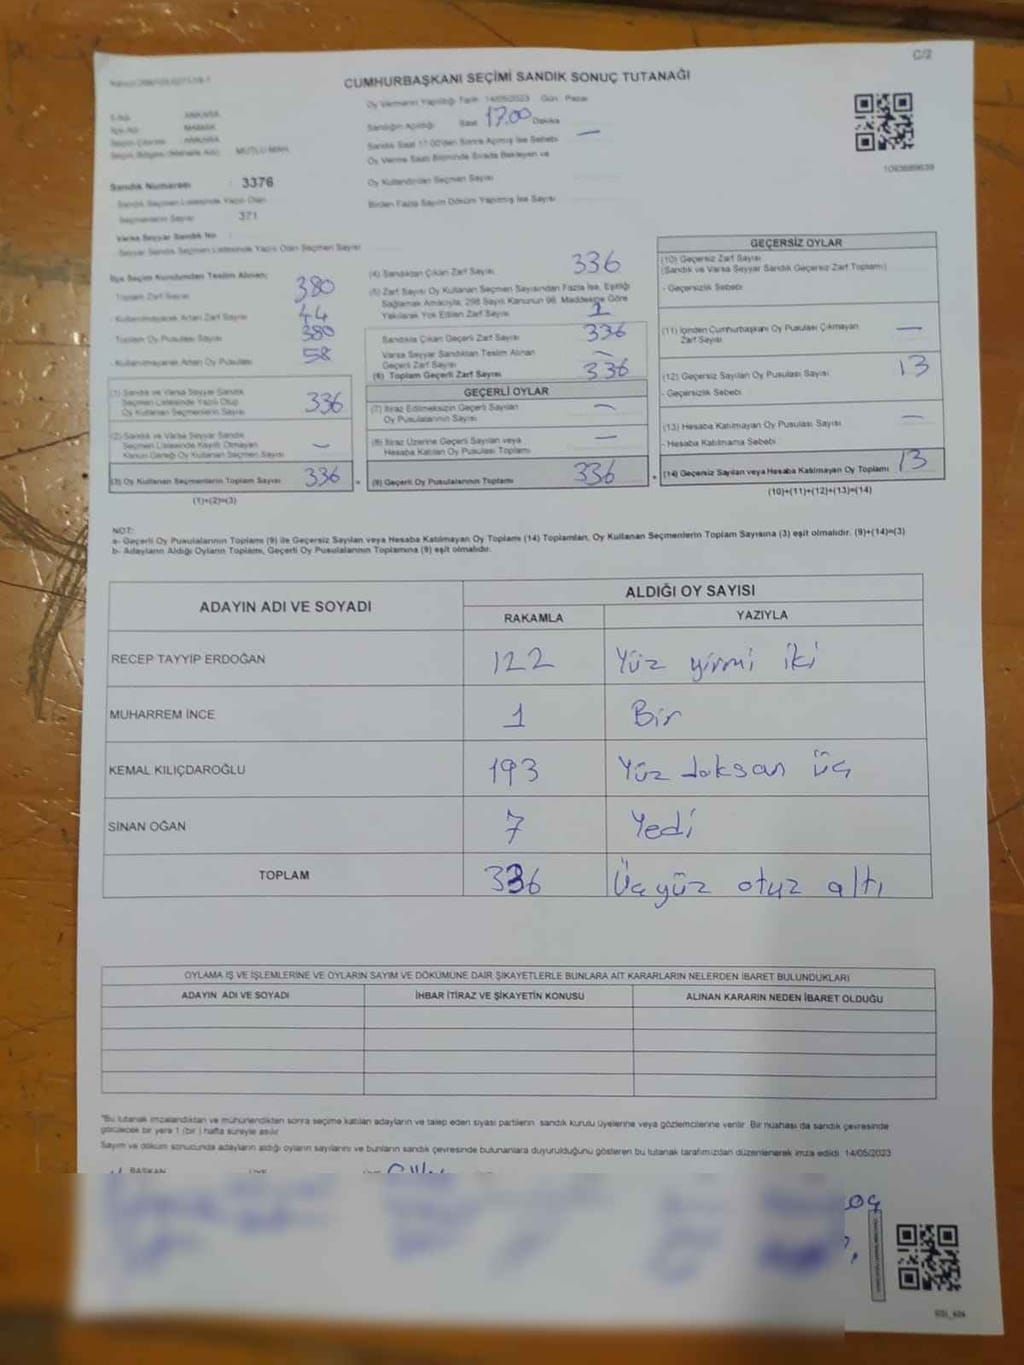 C/2
CUMHURBAŞKANI SEÇİMİ SANDIK SONUÇ TUTANAĞI
Oy Vermenin Yapıldığı Tarih 14/05/2023 Gün Pazar
Sandığın Açıldığı Saat 17.00 Dakika
Sandık Saat 17:00'den Sonra Açmış İse Sebebi —
Oy Verme Saati Bitiminde Sırada Bekleyen ve
Oy Kullandırılan Seçmen Sayısı
Birden Fazla Sayım Döküm Yapılmış İse Sayısı
ANKARA
MAMAK
ANKARA
MUTLU MAH.
Sandık Numarası : 3376
Sandık Seçmen Listesinde Yazılı Olan
Seçmenlerin Sayısı : 371
Varsa Seyyar Sandık No
Seyyar Sandık Seçmen Listesinde Yazılı Olan Seçmen Sayısı
İlçe Seçim Kurulundan Teslim Alınan;
Toplam Zarf Sayısı 380
- Kullanılmayarak Artan Zarf Sayısı 44
Toplam Oy Pusulası Sayısı 380
- Kullanılmayarak Artan Oy Pusulası 58
(1) Sandık ve Varsa Seyyar Sandık
Seçmen Listesinde Yazılı Olup
Oy Kullanan Seçmenlerin Sayısı 336
(2) Sandık ve Varsa Seyyar Sandık
Seçmen Listesinde Kayıtlı Olmayan
Kanun Gereği Oy Kullanan Seçmen Sayısı —
(3) Oy Kullanan Seçmenlerin Toplam Sayısı 336
(1)+(2)=(3)
(4) Sandıktan Çıkan Zarf Sayısı 336
(5) Zarf Sayısı Oy Kullanan Seçmen Sayısından Fazla İse, Eşitliği
Sağlamak Amacıyla, 298 Sayılı Kanunun 98. Maddesine Göre
Yakılarak Yok Edilen Zarf Sayısı 1
Sandıkla Çıkan Geçerli Zarf Sayısı 336
Varsa Seyyar Sandıktan Teslim Alınan
Geçerli Zarf Sayısı —
(6) Toplam Geçerli Zarf Sayısı 336
GEÇERLİ OYLAR
(7) İtiraz Edilmeksizin Geçerli Sayılan
Oy Pusulalarının Sayısı —
(8) İtiraz Üzerine Geçerli Sayılan veya
Hesaba Katılan Oy Pusulası Toplamı —
= (9) Geçerli Oy Pusulalarının Toplamı 336
GEÇERSİZ OYLAR
(10) Geçersiz Zarf Sayısı
(Sandık ve Varsa Seyyar Sandık Geçersiz Zarf Toplamı)
- Geçersizlik Sebebi
(11) İçinden Cumhurbaşkanı Oy Pusulası Çıkmayan
Zarf Sayısı —
(12) Geçersiz Sayılan Oy Pusulası Sayısı 13
- Geçersizlik Sebebi
(13) Hesaba Katılmayan Oy Pusulası Sayısı —
- Hesaba Katılmama Sebebi
+ (14) Geçersiz Sayılan veya Hesaba Katılmayan Oy Toplamı 13
(10)+(11)+(12)+(13)=(14)
NOT:
a- Geçerli Oy Pusulalarının Toplamı (9) ile Geçersiz Sayılan veya Hesaba Katılmayan Oy Toplamı (14) Toplamları, Oy Kullanan Seçmenlerin Toplam Sayısına (3) eşit olmalıdır. (9)+(14)=(3)
b- Adayların Aldığı Oyların Toplamı, Geçerli Oy Pusulalarının Toplamına (9) eşit olmalıdır.
ADAYIN ADI VE SOYADI ALDIĞI OY SAYISI
RAKAMLA YAZIYLA
RECEP TAYYİP ERDOĞAN 122 Yüz yirmi iki
MUHARREM İNCE 1 Bir
KEMAL KILIÇDAROĞLU 193 Yüz doksan üç
SİNAN OĞAN 7 Yedi
TOPLAM 336 Üçyüz otuz altı
OYLAMA İŞ VE İŞLEMLERİNE VE OYLARIN SAYIM VE DÖKÜMÜNE DAİR ŞİKAYETLERLE BUNLARA AİT KARARLARIN NELERDEN İBARET BULUNDUKLARI
ADAYIN ADI VE SOYADI İHBAR İTİRAZ VE ŞİKAYETİN KONUSU ALINAN KARARIN NEDEN İBARET OLDUĞU
"Bu tutanak imzalandıktan ve mühürlendikten sonra seçime katılan adayların ve talep eden siyasi partilerin sandık kurulu üyelerine veya gözlemcilerine verilir. Bir nüshası da sandık çevresinde
görülecek bir yere 1 (bir) hafta süreyle asılır.
Sayım ve döküm sonucunda adayların aldığı oyların sayılarını ve bunların sandık çevresinde bulunanlara duyurulduğunu gösteren bu tutanak tarafımızdan düzenlenerek imza edildi. 14/05/2023
BAŞKAN